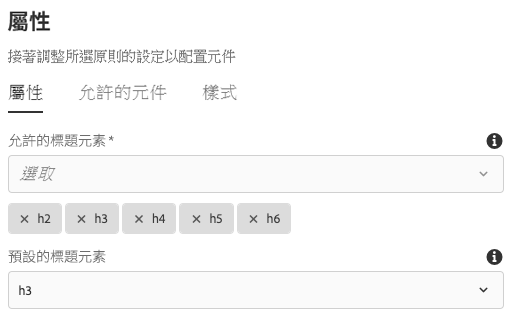 屬性
接著調整所選原則的設定以配置元件
屬性 允許的元件 樣式
允許的標題元素*
選取
× h2 × h3 × h4 × h5 × h6
預設的標題元素
h3